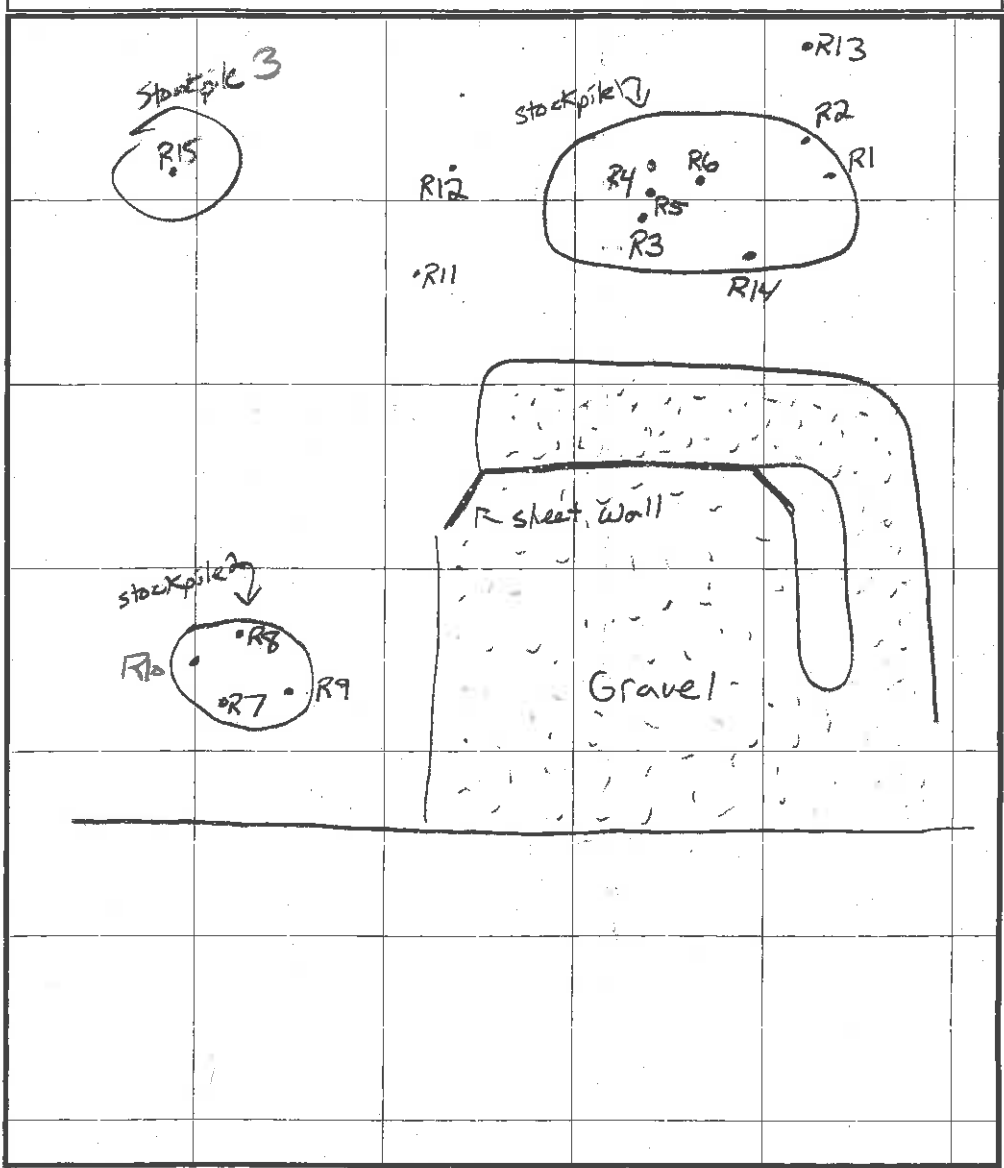 R13
Stockpile 3
stockpile 1
R2
R15
R12
R4
R6
R1
R5
R3
R11
R14
sheet wall
stockpile 2
R8
R10
R7
R9
Gravel